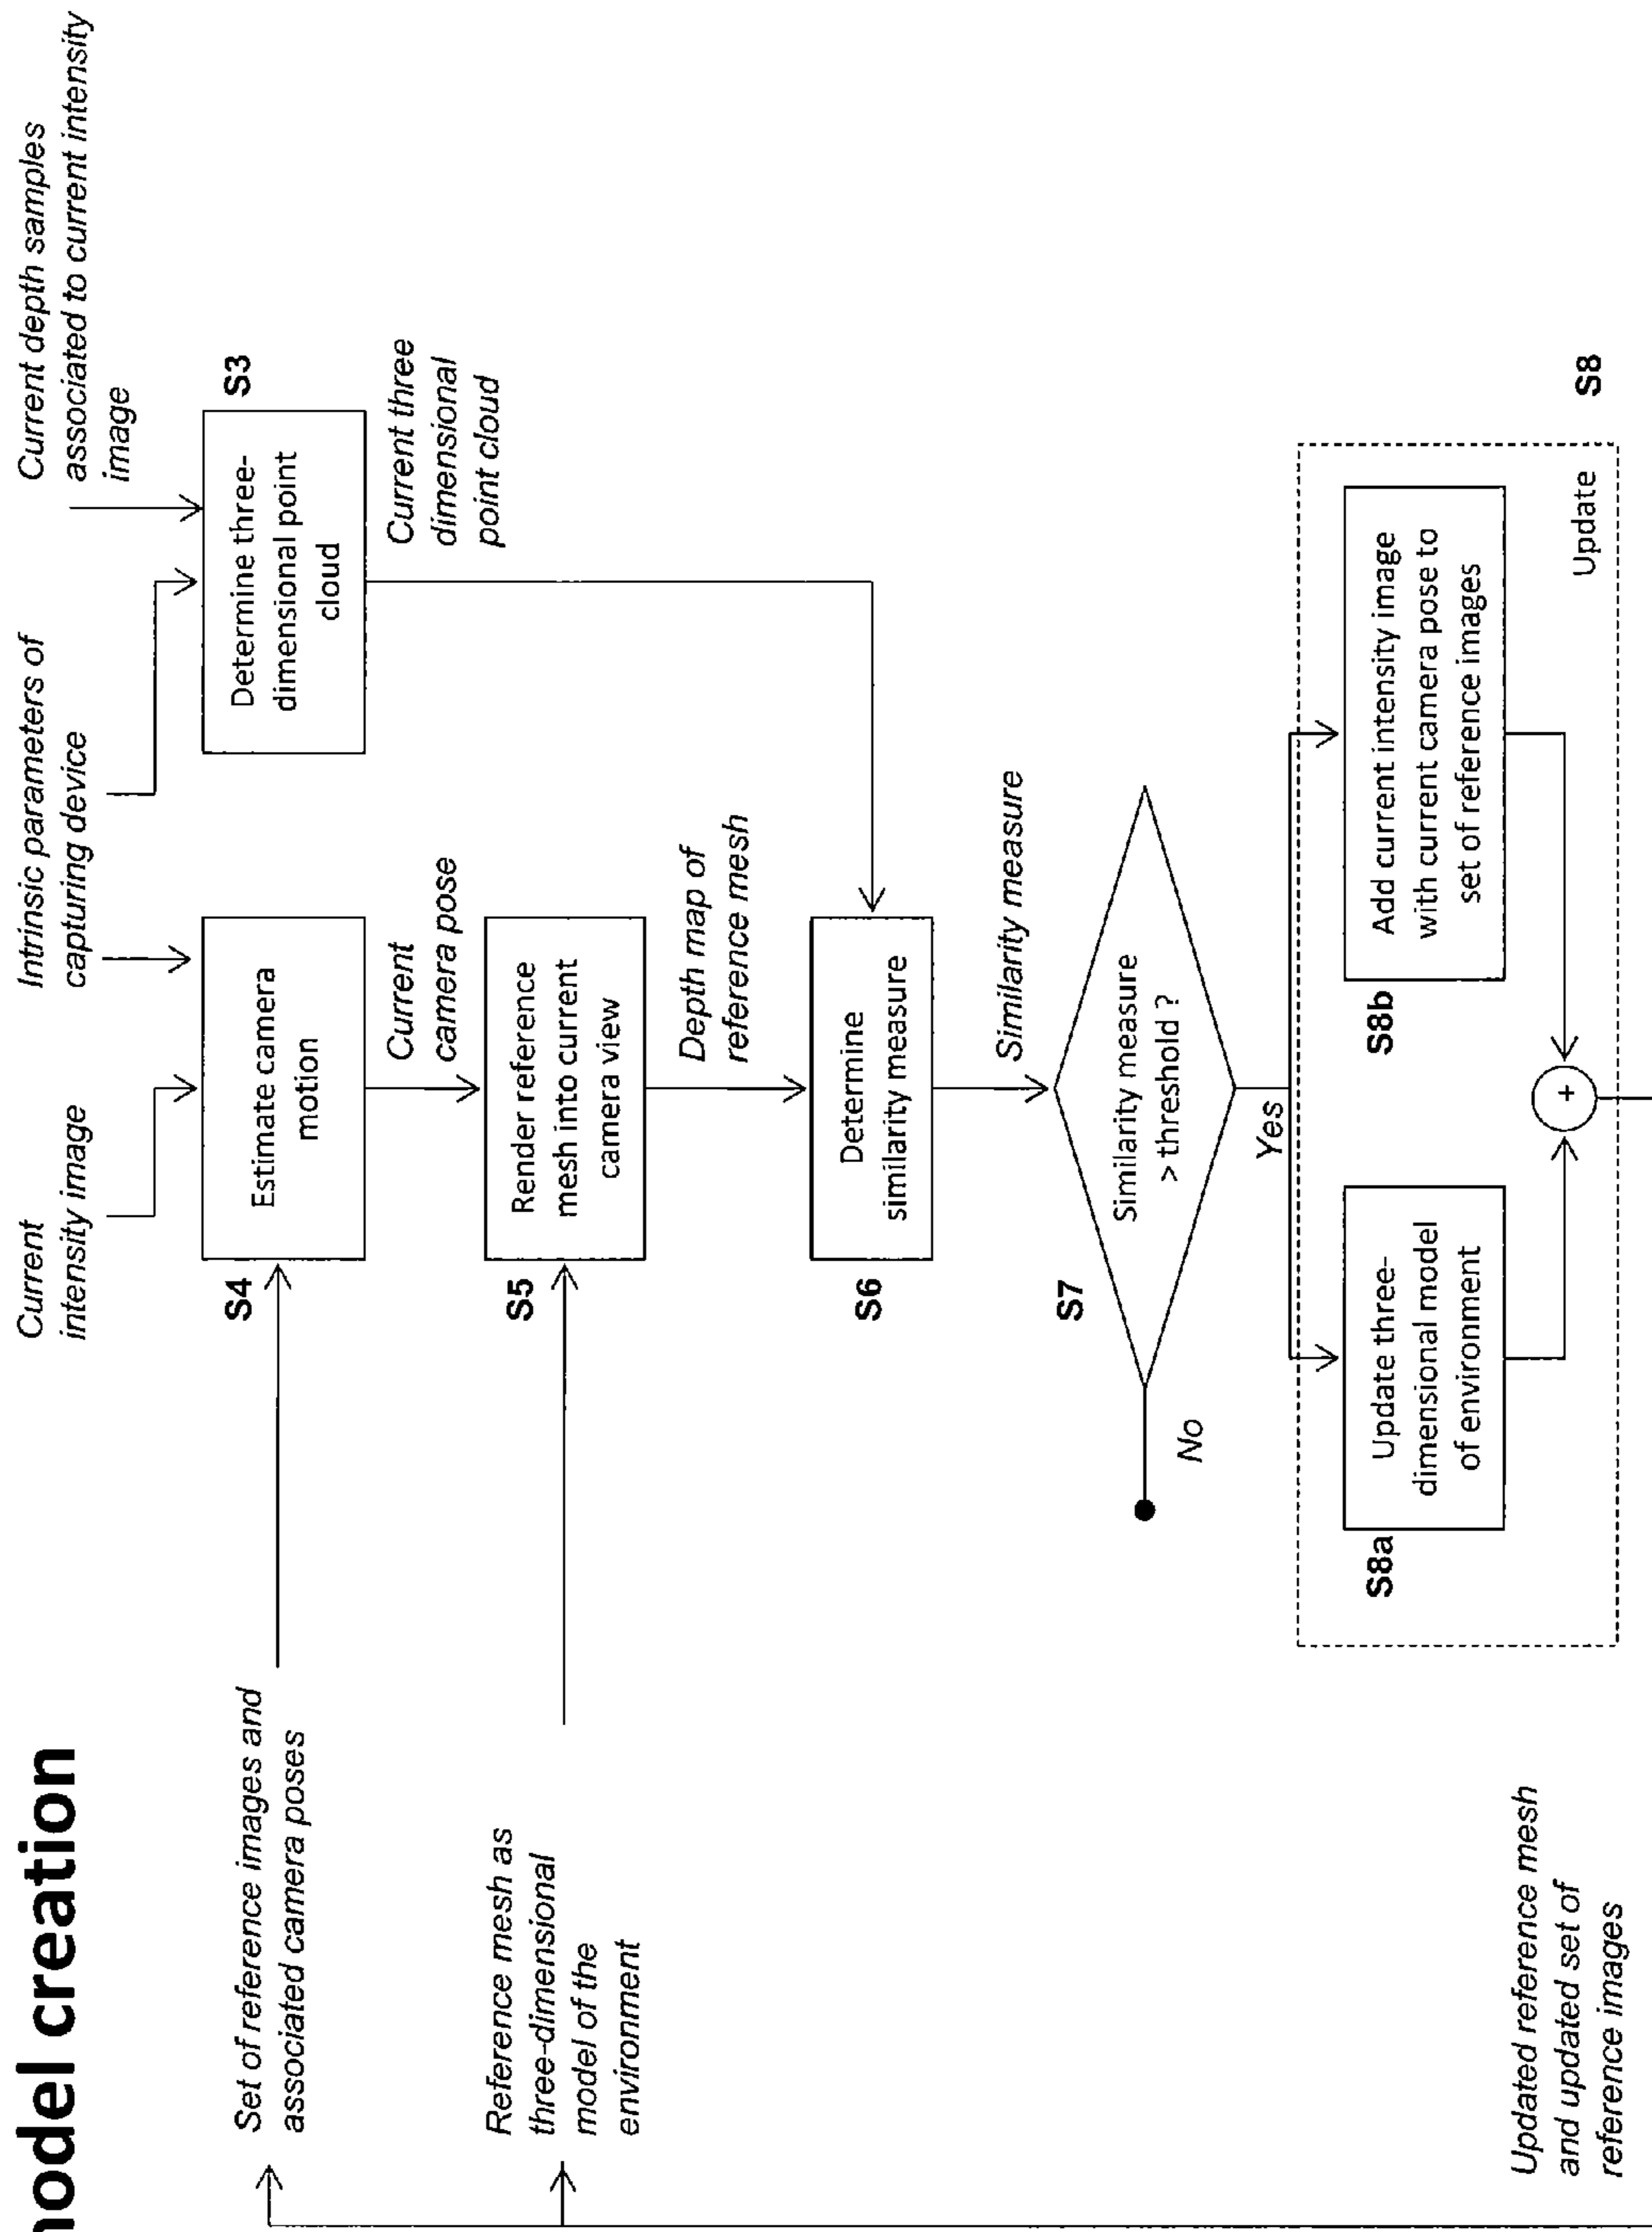 model creation
Current
intensity image
Intrinsic parameters of
capturing device
Current depth samples
associated to current intensity
image
Set of reference images and
associated camera poses
S4
Estimate camera
motion
Determine three-
dimensional point
cloud
S3
Current
camera pose
Current three
dimensional
point cloud
Reference mesh as
three-dimensional
model of the
environment
S5
Render reference
mesh into current
camera view
Depth map of
reference mesh
S6
Determine
similarity measure
Similarity measure
S7
Similarity measure
> threshold ?
No
Yes
S8a
Update three-
dimensional model
of environment
S8b
Add current intensity image
with current camera pose to
set of reference images
+
Update
S8
Updated reference mesh
and updated set of
reference images